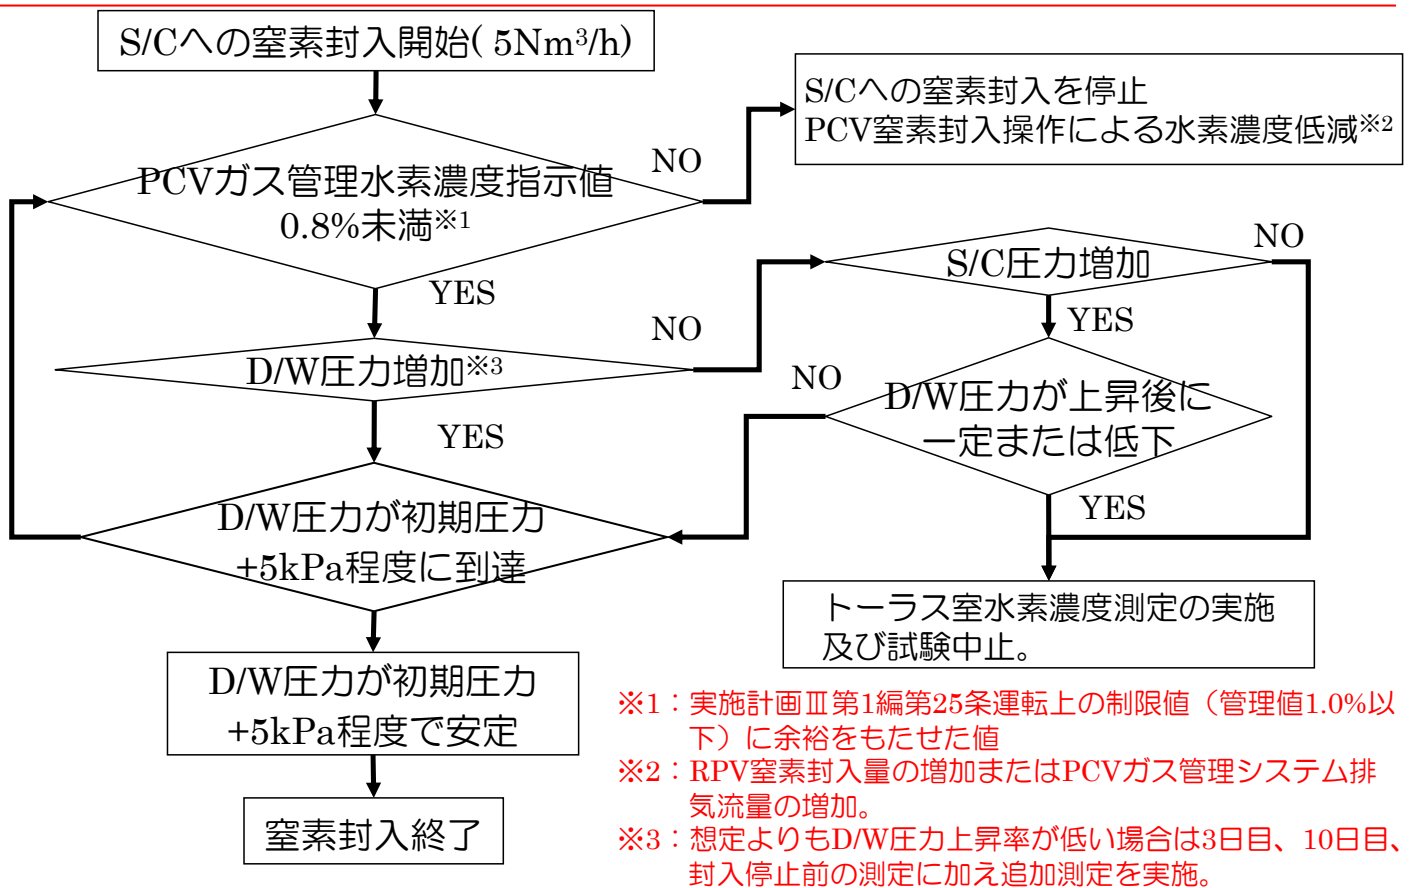 S/Cへの窒素封入開始( 5Nm³/h)
S/Cへの窒素封入を停止
PCV窒素封入操作による水素濃度低減※2
PCVガス管理水素濃度指示値
0.8%未満※1
NO
YES
D/W圧力増加※3
NO
YES
S/C圧力増加
NO
YES
D/W圧力が上昇後に
一定または低下
NO
YES
D/W圧力が初期圧力
+5kPa程度に到達
トーラス室水素濃度測定の実施
及び試験中止。
D/W圧力が初期圧力
+5kPa程度で安定
窒素封入終了
※1：実施計画Ⅲ第1編第25条運転上の制限値（管理値1.0%以
下）に余裕をもたせた値
※2：RPV窒素封入量の増加またはPCVガス管理システム排
気流量の増加。
※3：想定よりもD/W圧力上昇率が低い場合は3日目、10日目、
封入停止前の測定に加え追加測定を実施。